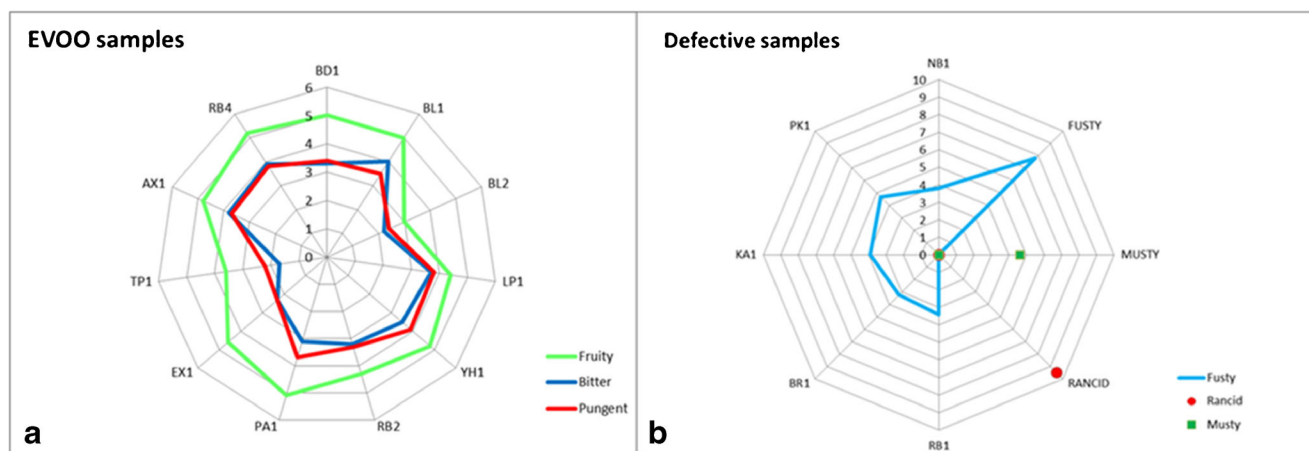 EVOO samples
BD1
6
RB4
BL1
5
4
3
AX1
BL2
2
1
0
TP1
LP1
EX1
YH1
PA1
RB2
Fruity
Bitter
Pungent
a
Defective samples
NB1
10
9
PK1
FUSTY
8
7
6
5
4
3
2
1
KA1
0
MUSTY
BR1
RANCID
RB1
Fusty
Rancid
Musty
b